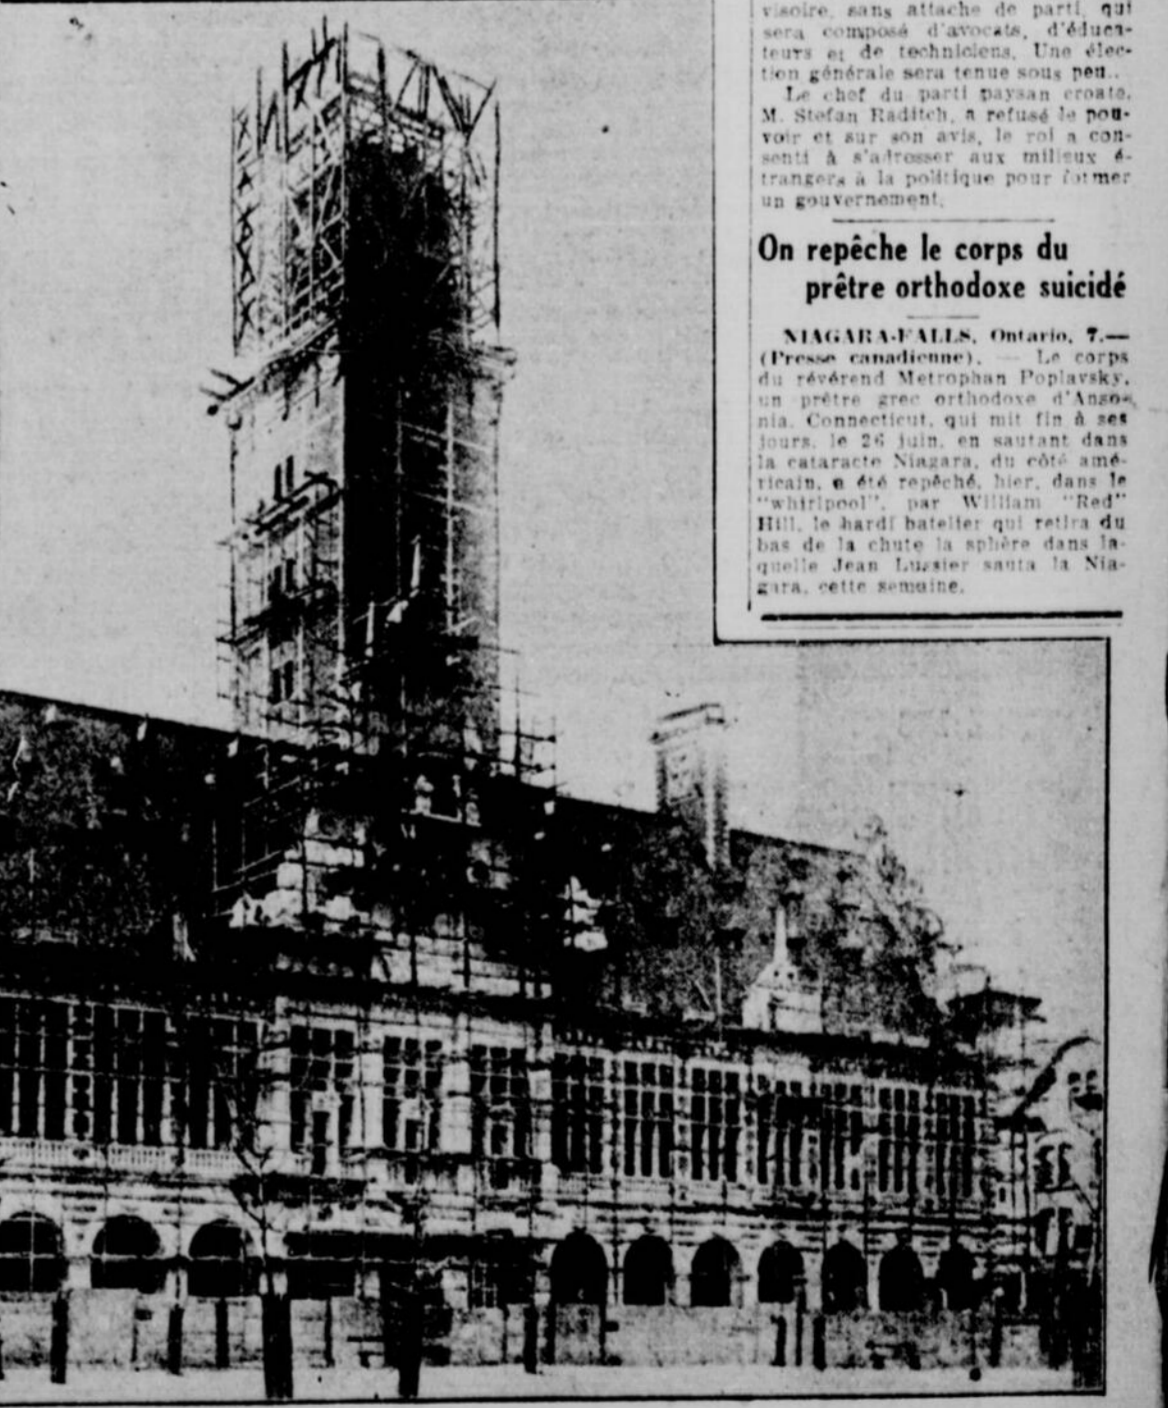 visoire, sans attache de parti, qui
sera composé d'avocats, d'éduca-
teurs et de techniciens. Une élec-
tion générale sera tenue sous peu..
Le chef du parti paysan croate,
M. Stefan Raditch, a refusé le pou-
voir et sur son avis, le roi a con-
senti à s'adresser aux milieux é-
trangers à la politique pour former
un gouvernement.
On repêche le corps du
prêtre orthodoxe suicidé
NIAGARA-FALLS, Ontario, 7.—
(Presse canadienne). — Le corps
du révérend Metrophan Poplavsky,
un prêtre grec orthodoxe d'Anso-
nia, Connecticut, qui mit fin à ses
jours, le 26 juin, en sautant dans
la cataracte Niagara, du côté amé-
ricain, a été repêché, hier, dans le
"whirlpool", par William "Red"
Hill, le hardi batelier qui retira du
bas de la chute la sphère dans la-
quelle Jean Lussier sauta la Nia-
gara, cette semaine.